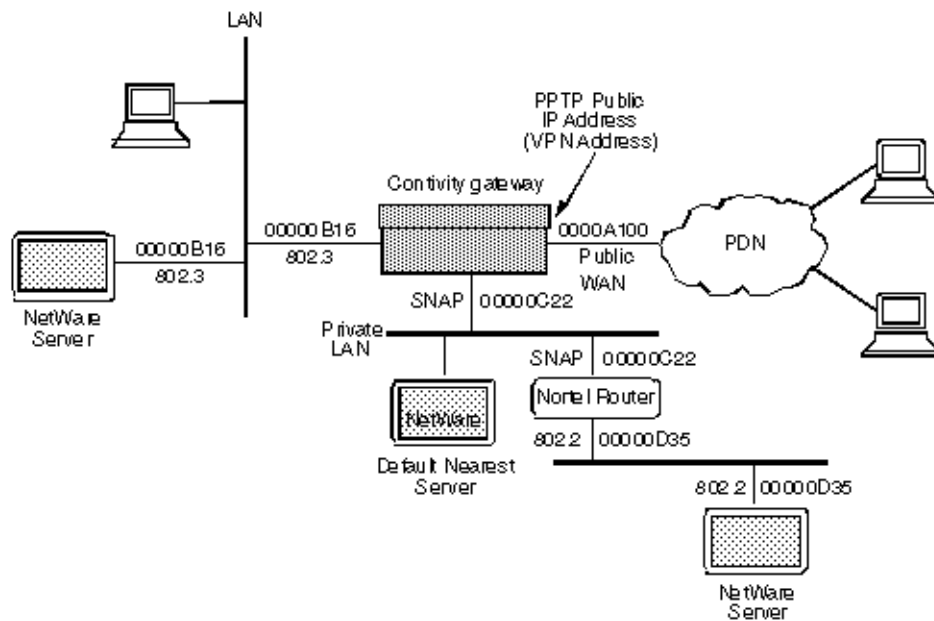 LAN
PPTP Public
IP Address
(VPN Address)
Contivity gateway
00000B16
802.3
00000B16
802.3
0000A100
Public
WAN
PDN
NetWare
Server
SNAP
00000C22
Private
LAN
SNAP
00000C22
NetWare
Nortel Router
Default Nearest
Server
802.2
00000D35
802.2
00000D35
NetWare
Server